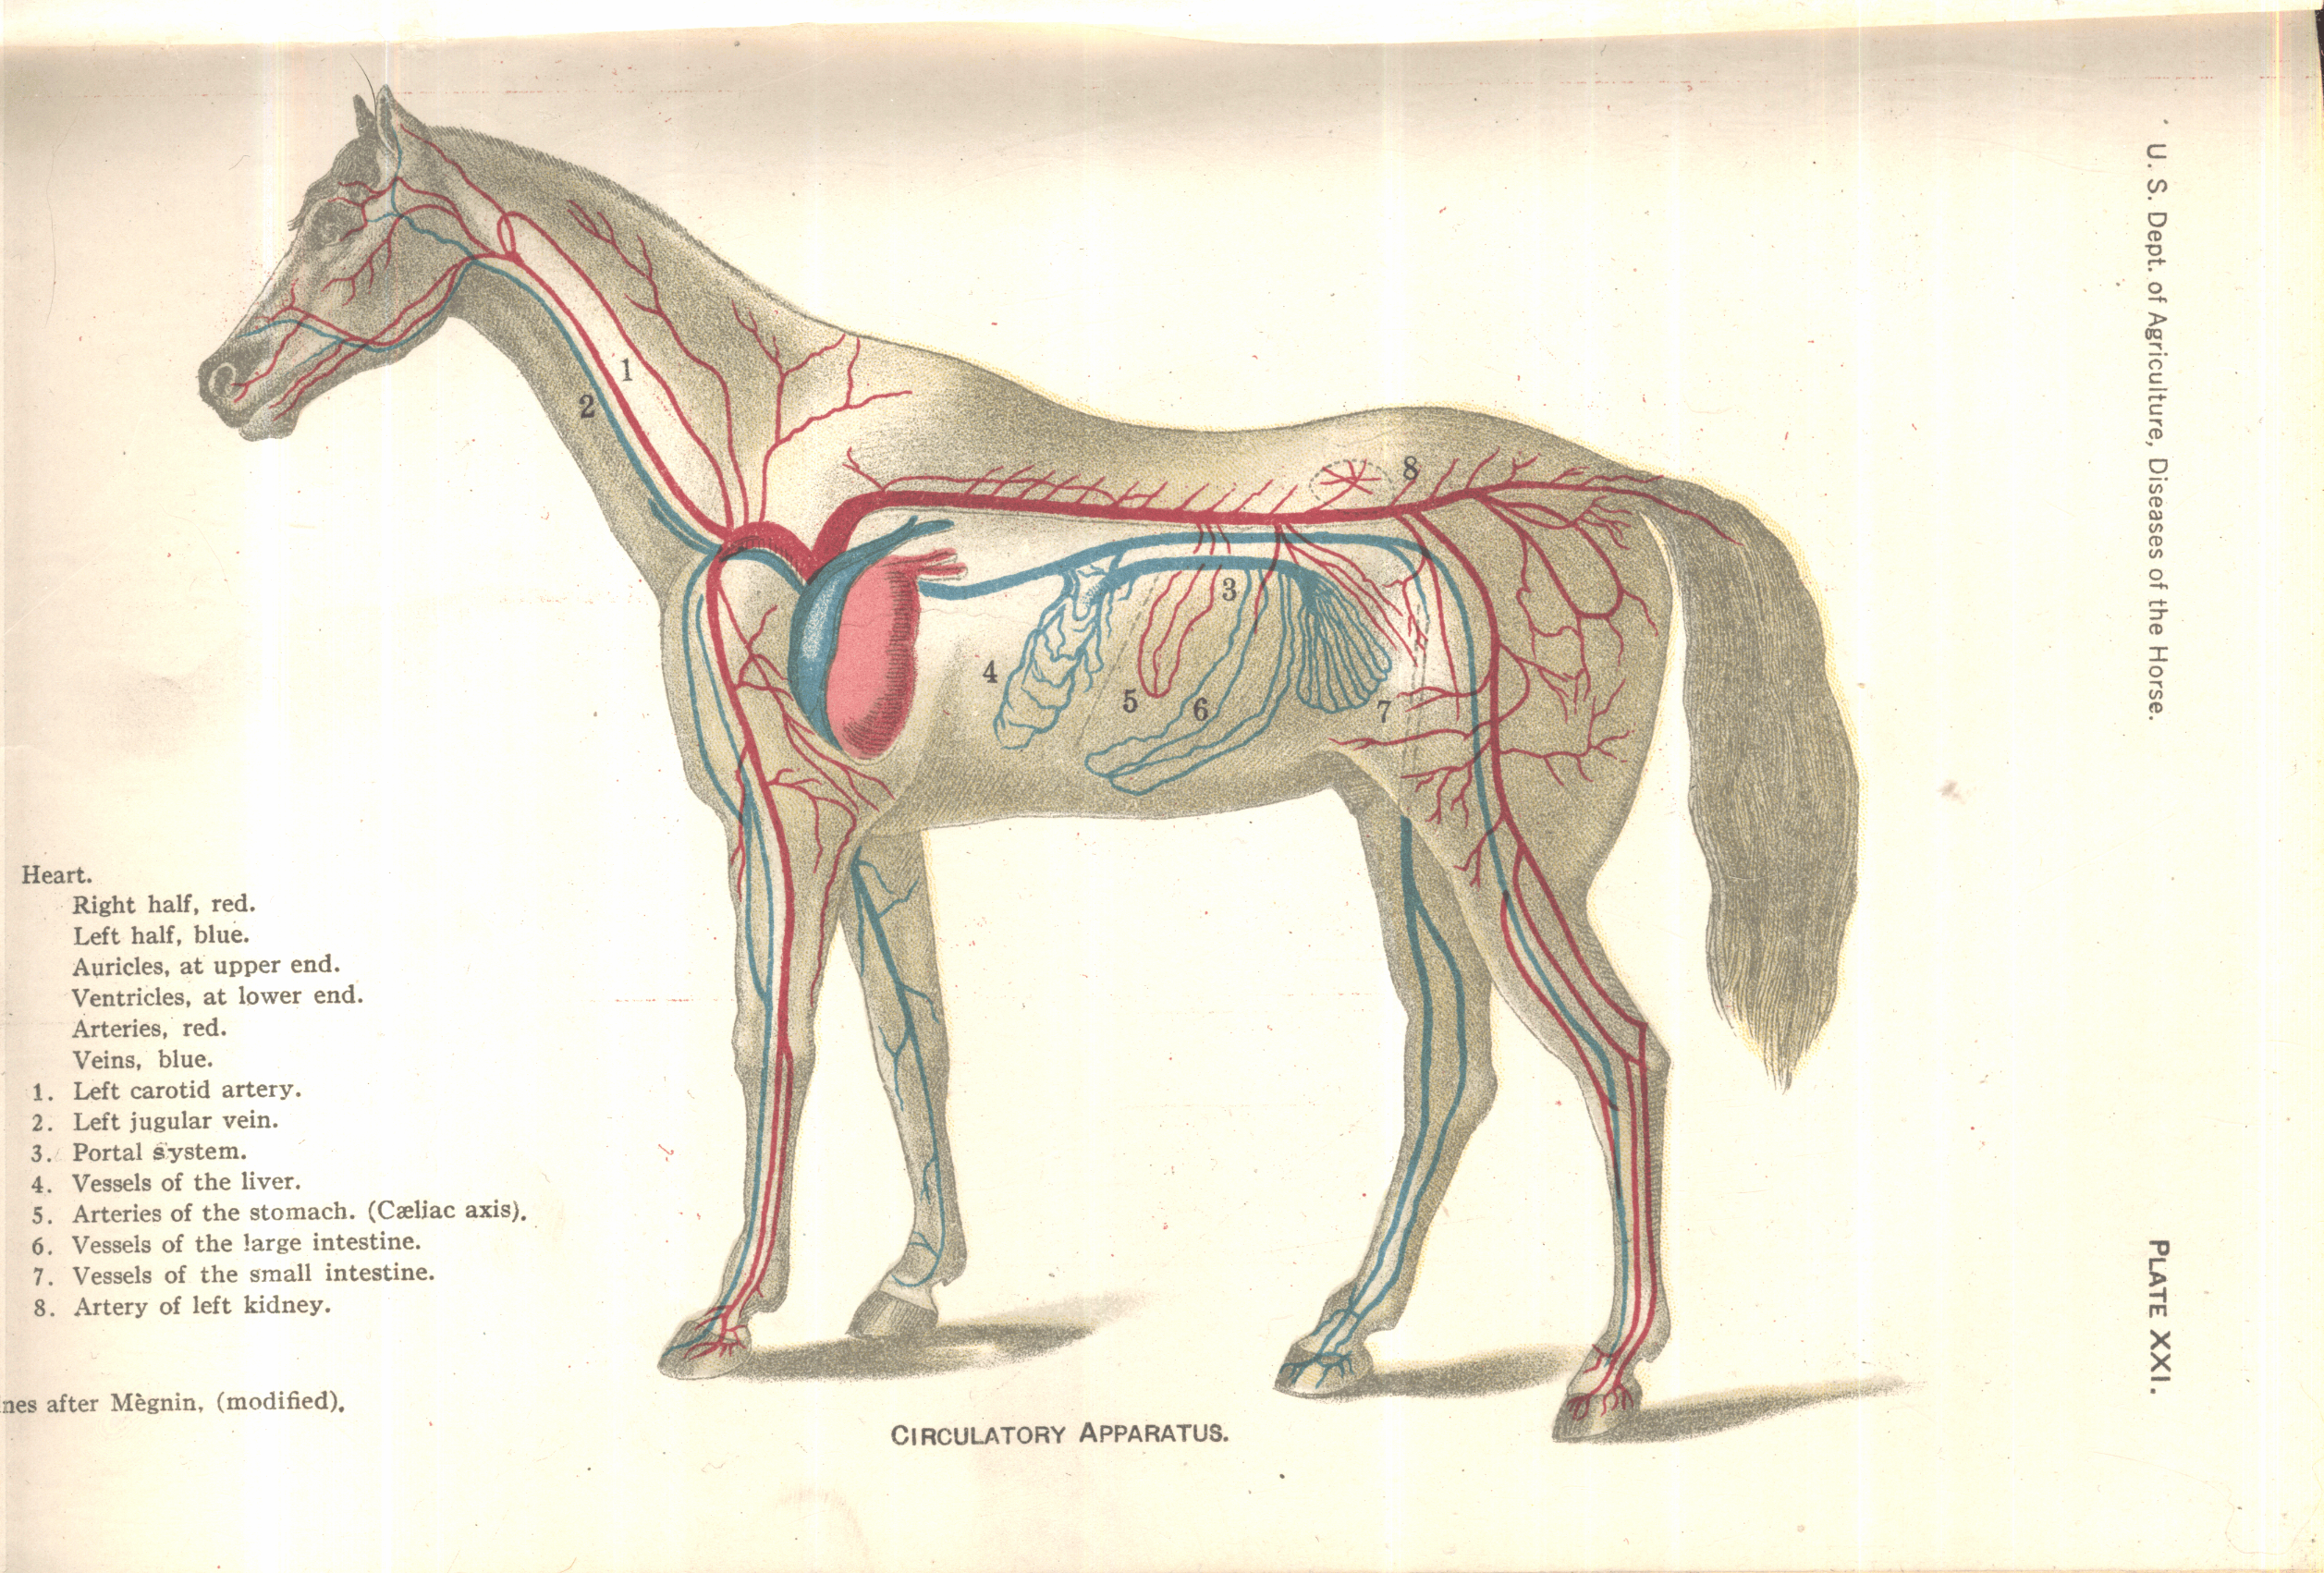 U. S. Dept. of Agriculture, Diseases of the Horse.
PLATE XXI.
1
2
8
3
4
5
6
7
Heart.
Right half, red.
Left half, blue.
Auricles, at upper end.
Ventricles, at lower end.
Arteries, red.
Veins, blue.
1. Left carotid artery.
2. Left jugular vein.
3. Portal system.
4. Vessels of the liver.
5. Arteries of the stomach. (Cæliac axis).
6. Vessels of the large intestine.
7. Vessels of the small intestine.
8. Artery of left kidney.
after Mègnin, (modified).
CIRCULATORY APPARATUS.